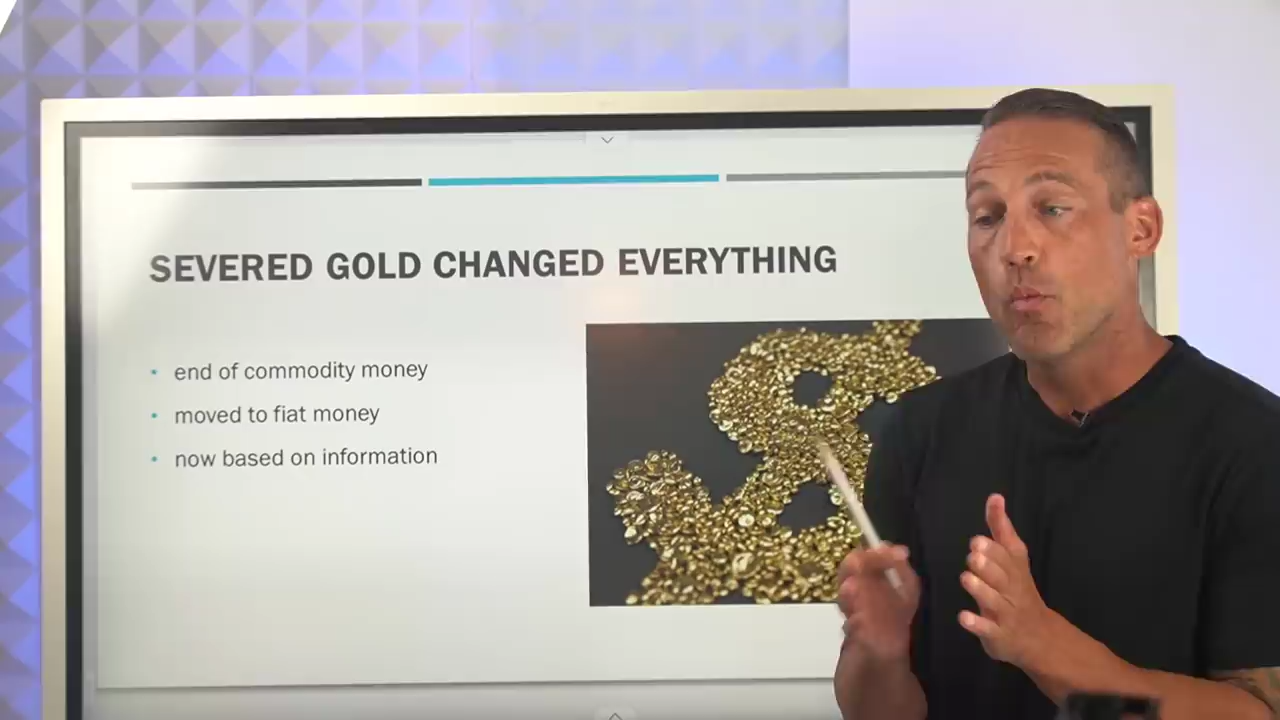 SEVERED GOLD CHANGED EVERYTHING
• end of commodity money
• moved to fiat money
• now based on information